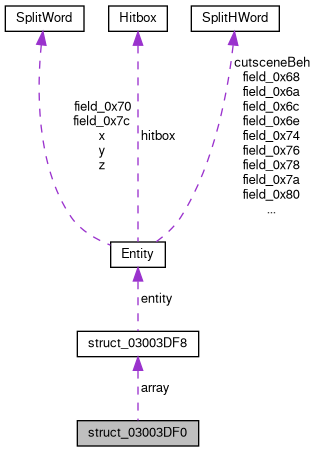 SplitWord
Hitbox
SplitHWord
field_0x70
field_0x7c
x
y
z
hitbox
cutsceneBeh
field_0x68
field_0x6a
field_0x6c
field_0x6e
field_0x74
field_0x76
field_0x78
field_0x7a
field_0x80
...
Entity
entity
struct_03003DF8
array
struct_03003DF0